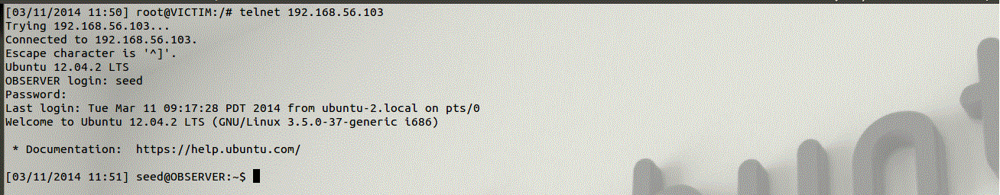 [03/11/2014 11:50] root@VICTIM:/# telnet 192.168.56.103
Trying 192.168.56.103...
Connected to 192.168.56.103.
Escape character is '^]'.
Ubuntu 12.04.2 LTS
OBSERVER login: seed
Password:
Last login: Tue Mar 11 09:17:28 PDT 2014 from ubuntu-2.local on pts/0
Welcome to Ubuntu 12.04.2 LTS (GNU/Linux 3.5.0-37-generic i686)
 * Documentation:  https://help.ubuntu.com/
[03/11/2014 11:51] seed@OBSERVER:~$